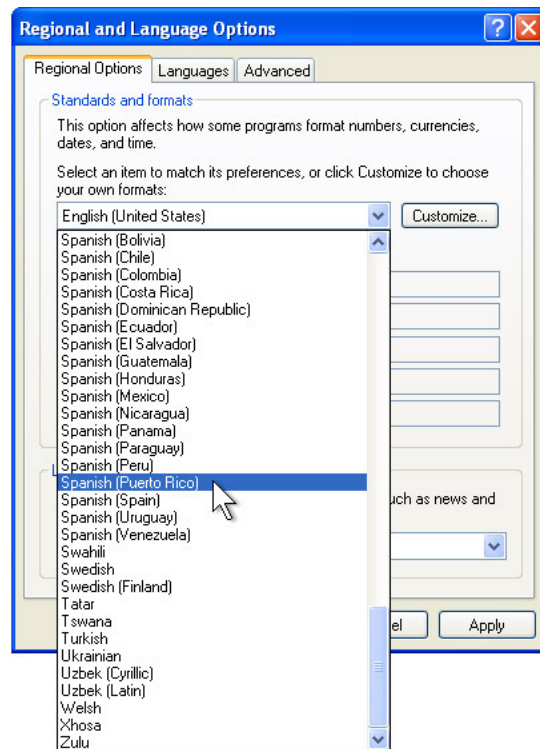 Regional and Language Options
Regional Options Languages Advanced
Standards and formats
This option affects how some programs format numbers, currencies,
dates, and time.
Select an item to match its preferences, or click Customize to choose
your own formats:
English (United States)
Customize...
Spanish (Bolivia)
Spanish (Chile)
Spanish (Colombia)
Spanish (Costa Rica)
Spanish (Dominican Republic)
Spanish (Ecuador)
Spanish (El Salvador)
Spanish (Guatemala)
Spanish (Honduras)
Spanish (Mexico)
Spanish (Nicaragua)
Spanish (Panama)
Spanish (Paraguay)
Spanish (Peru)
Spanish (Puerto Rico)
Spanish (Spain)
such as news and
Spanish (Uruguay)
Spanish (Venezuela)
Swahili
Swedish
Swedish (Finland)
Tatar
Tswana
el Apply
Turkish
Ukrainian
Uzbek (Cyrillic)
Uzbek (Latin)
Welsh
Xhosa
Zulu